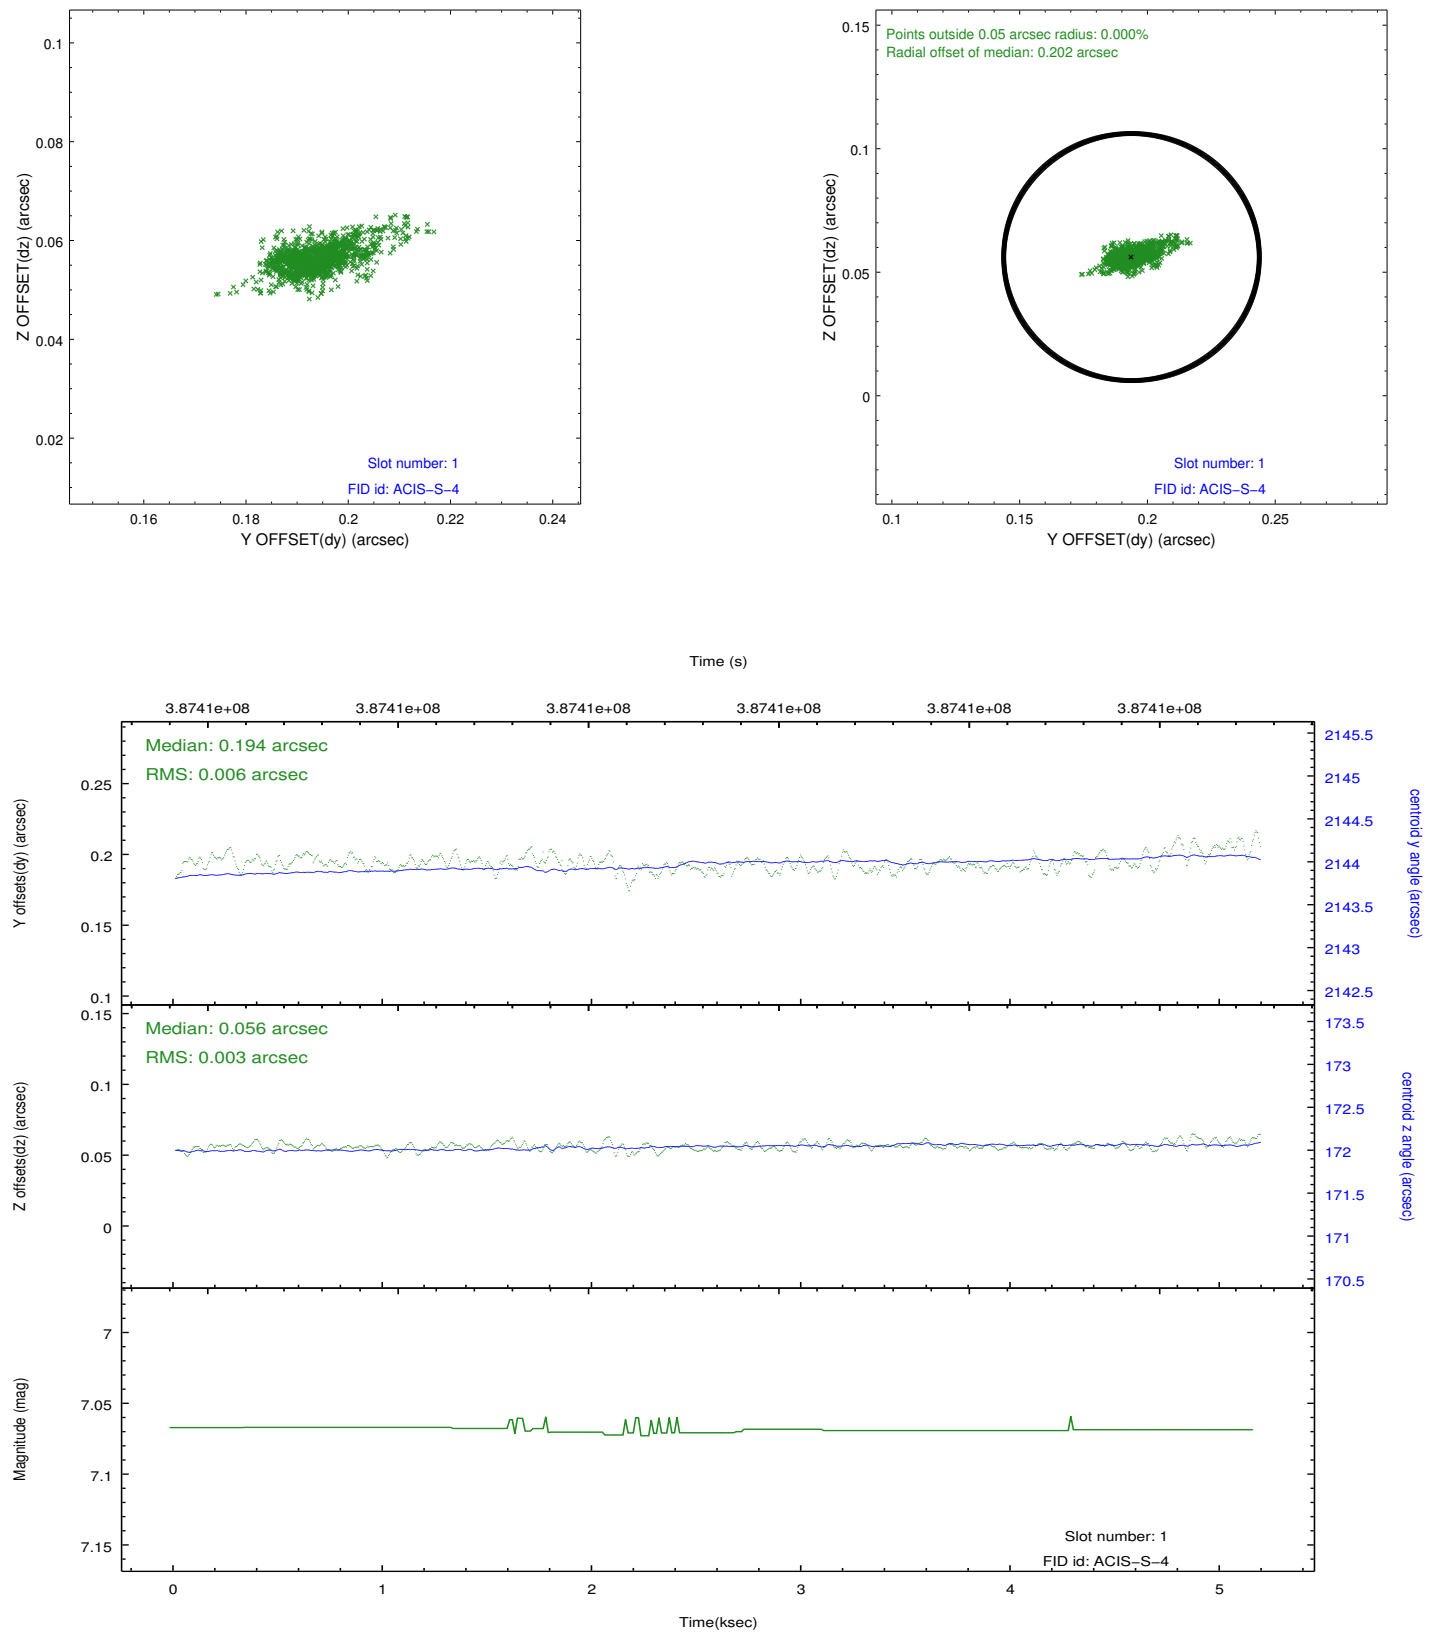 0.1
0.08
0.06
0.04
0.02
Z OFFSET(dz) (arcsec)
Slot number: 1
FID id: ACIS−S−4
0.16 0.18 0.2 0.22 0.24
Y OFFSET(dy) (arcsec)
Points outside 0.05 arcsec radius: 0.000%
Radial offset of median: 0.202 arcsec
0.15
0.1
0.05
0
Z OFFSET(dz) (arcsec)
Slot number: 1
FID id: ACIS−S−4
0.1 0.15 0.2 0.25
Y OFFSET(dy) (arcsec)
Time (s)
3.8741e+08 3.8741e+08 3.8741e+08 3.8741e+08 3.8741e+08 3.8741e+08
Median: 0.194 arcsec
RMS: 0.006 arcsec
0.25
0.2
0.15
0.1
Y offsets(dy) (arcsec)
2145.5
2145
2144.5
2144
2143.5
2143
2142.5
centroid y angle (arcsec)
Median: 0.056 arcsec
RMS: 0.003 arcsec
0.15
0.1
0.05
0
Z offsets(dz) (arcsec)
173.5
173
172.5
172
171.5
171
170.5
centroid z angle (arcsec)
7
7.05
7.1
7.15
Magnitude (mag)
Slot number: 1
FID id: ACIS−S−4
0 1 2 3 4 5
Time(ksec)